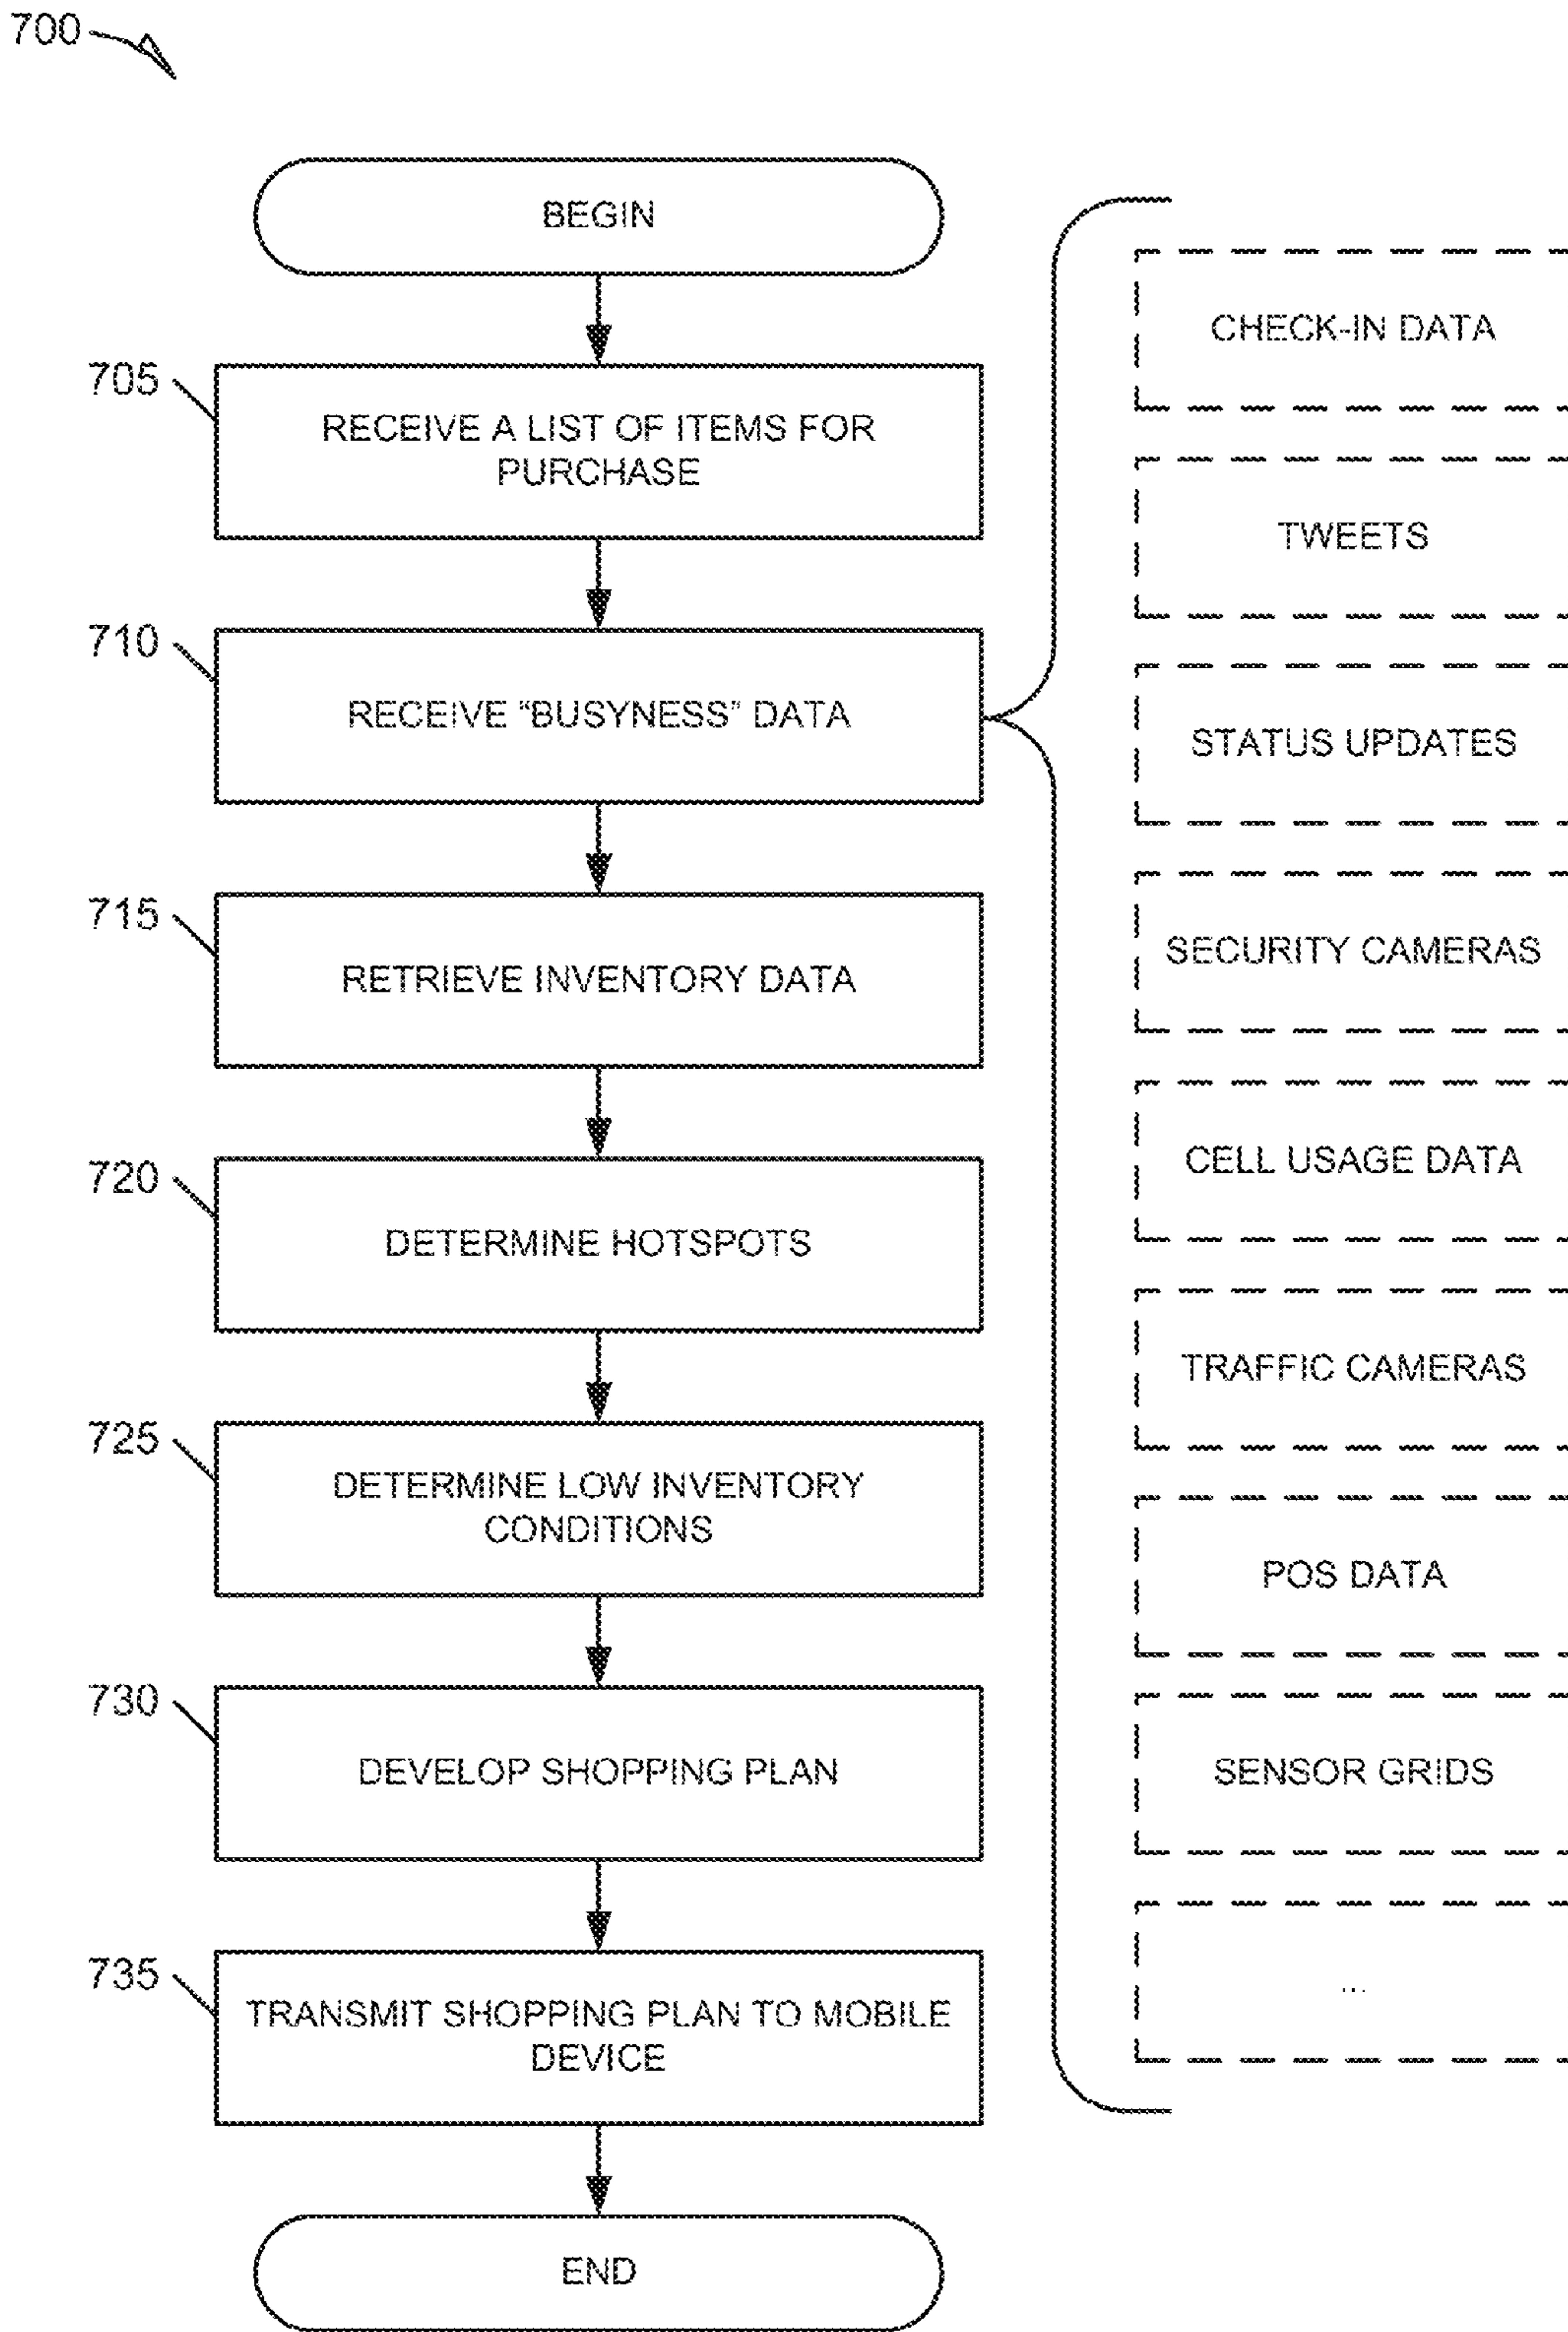 700
BEGIN
705
RECEIVE A LIST OF ITEMS FOR
PURCHASE
710
RECEIVE “BUSYNESS” DATA
715
RETRIEVE INVENTORY DATA
720
DETERMINE HOTSPOTS
725
DETERMINE LOW INVENTORY
CONDITIONS
730
DEVELOP SHOPPING PLAN
735
TRANSMIT SHOPPING PLAN TO MOBILE
DEVICE
END
CHECK-IN DATA
TWEETS
STATUS UPDATES
SECURITY CAMERAS
CELL USAGE DATA
TRAFFIC CAMERAS
POS DATA
SENSOR GRIDS
...